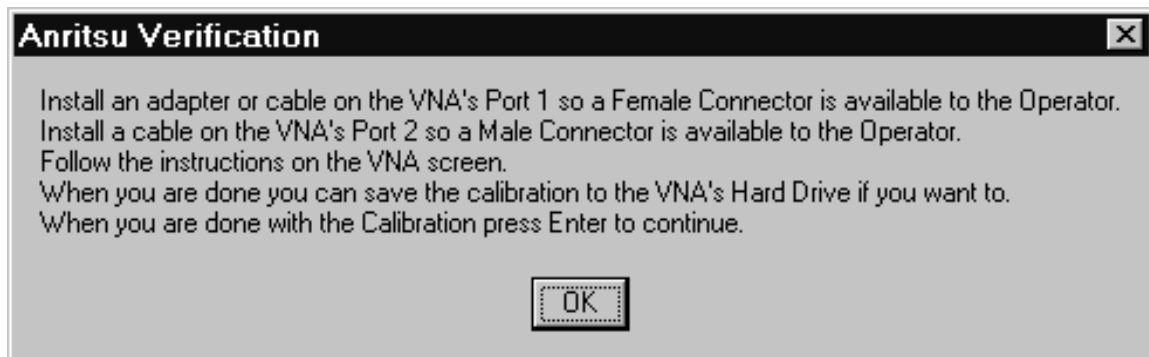 Anritsu Verification
Install an adapter or cable on the VNA's Port 1 so a Female Connector is available to the Operator.
Install a cable on the VNA's Port 2 so a Male Connector is available to the Operator.
Follow the instructions on the VNA screen.
When you are done you can save the calibration to the VNA's Hard Drive if you want to.
When you are done with the Calibration press Enter to continue.
OK